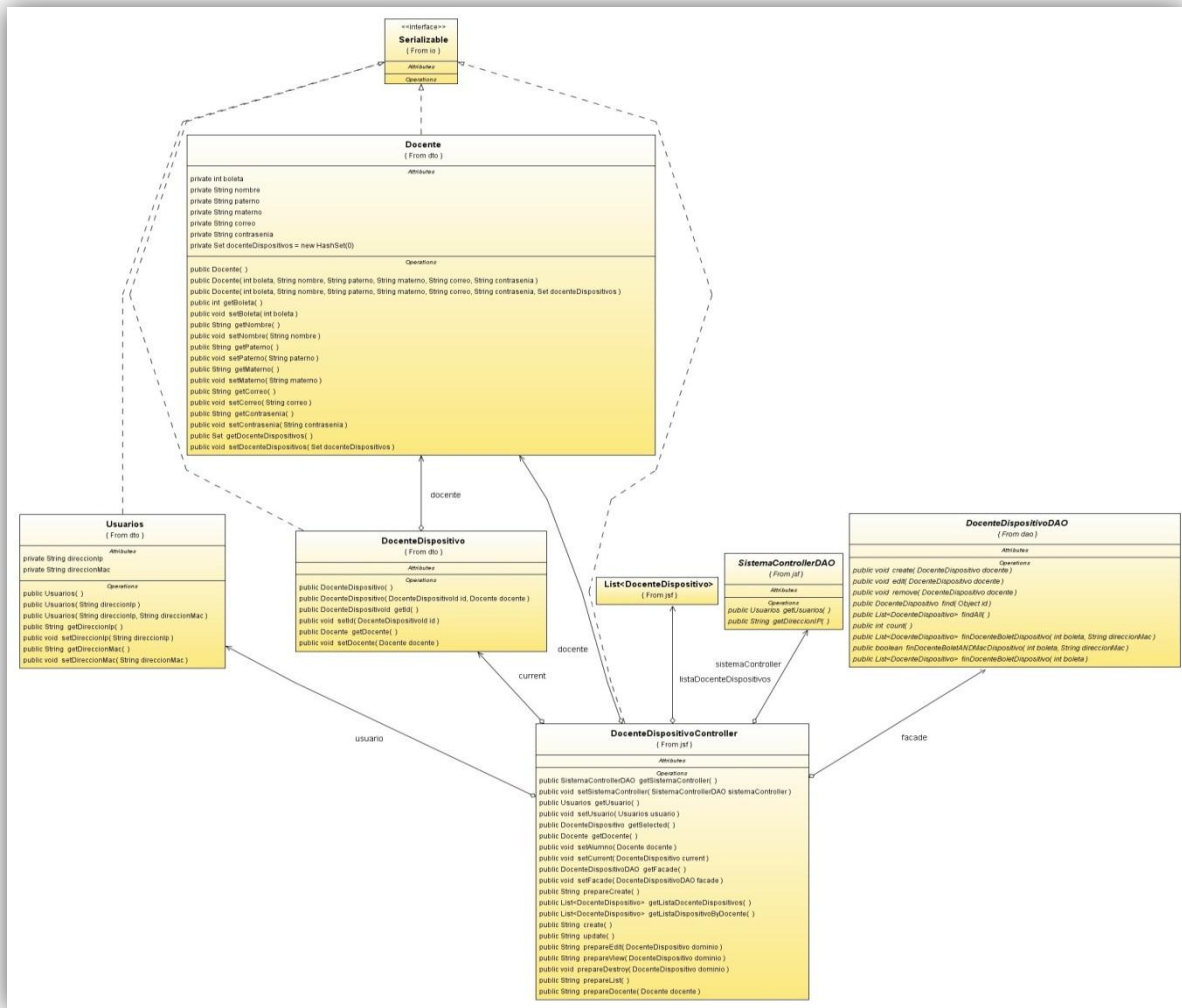 <<interface>>
Serializable
( From io )
Attributes
Operations
Docente
( From dto )
Attributes
private int boleta
private String nombre
private String paterno
private String materno
private String correo
private String contrasenia
private Set docenteDispositivos = new HashSet(0)
Operations
public Docente( )
public Docente( int boleta, String nombre, String paterno, String materno, String correo, String contrasenia )
public Docente( int boleta, String nombre, String paterno, String materno, String correo, String contrasenia, Set docenteDispositivos )
public int getBoleta( )
public void setBoleta( int boleta )
public String getNombre( )
public void setNombre( String nombre )
public String getPaterno( )
public void setPaterno( String paterno )
public String getMaterno( )
public void setMaterno( String materno )
public String getCorreo( )
public void setCorreo( String correo )
public String getContrasenia( )
public void setContrasenia( String contrasenia )
public Set getDocenteDispositivos( )
public void setDocenteDispositivos( Set docenteDispositivos )
docente
Usuarios
( From dto )
Attributes
private String direccionIp
private String direccionMac
Operations
public Usuarios( )
public Usuarios( String direccionIp )
public Usuarios( String direccionIp, String direccionMac )
public String getDireccionIp( )
public void setDireccionIp( String direccionIp )
public String getDireccionMac( )
public void setDireccionMac( String direccionMac )
DocenteDispositivo
( From dto )
Attributes
Operations
public DocenteDispositivo( )
public DocenteDispositivo( DocenteDispositivoId id, Docente docente )
public DocenteDispositivoId getId( )
public void setId( DocenteDispositivoId id )
public Docente getDocente( )
public void setDocente( Docente docente )
List<DocenteDispositivo>
( From jsf )
SistemaControllerDAO
( From jsf )
Attributes
Operations
public Usuarios getUsuarios( )
public String getDireccionIP( )
DocenteDispositivoDAO
( From dao )
Attributes
Operations
public void create( DocenteDispositivo docente )
public void edit( DocenteDispositivo docente )
public void remove( DocenteDispositivo docente )
public DocenteDispositivo find( Object id )
public List<DocenteDispositivo> findAll( )
public int count( )
public List<DocenteDispositivo> finDocenteBoletDispositivo( int boleta, String direccionMac )
public boolean finDocenteBoletANDMacDispositivo( int boleta, String direccionMac )
public List<DocenteDispositivo> finDocenteBoletDispositivo( int boleta )
docente
sistemaController
listaDocenteDispositivos
current
usuario
facade
DocenteDispositivoController
( From jsf )
Attributes
Operations
public SistemaControllerDAO getSistemaController( )
public void setSistemaController( SistemaControllerDAO sistemaController )
public Usuarios getUsuario( )
public void setUsuario( Usuarios usuario )
public DocenteDispositivo getSelected( )
public Docente getDocente( )
public void setAlumno( Docente docente )
public void setCurrent( DocenteDispositivo current )
public DocenteDispositivoDAO getFacade( )
public void setFacade( DocenteDispositivoDAO facade )
public String prepareCreate( )
public List<DocenteDispositivo> getListaDocenteDispositivos( )
public List<DocenteDispositivo> getListaDispositivoByDocente( )
public String create( )
public String update( )
public String prepareEdit( DocenteDispositivo dominio )
public String prepareView( DocenteDispositivo dominio )
public void prepareDestroy( DocenteDispositivo dominio )
public String prepareList( )
public String prepareDocente( Docente docente )